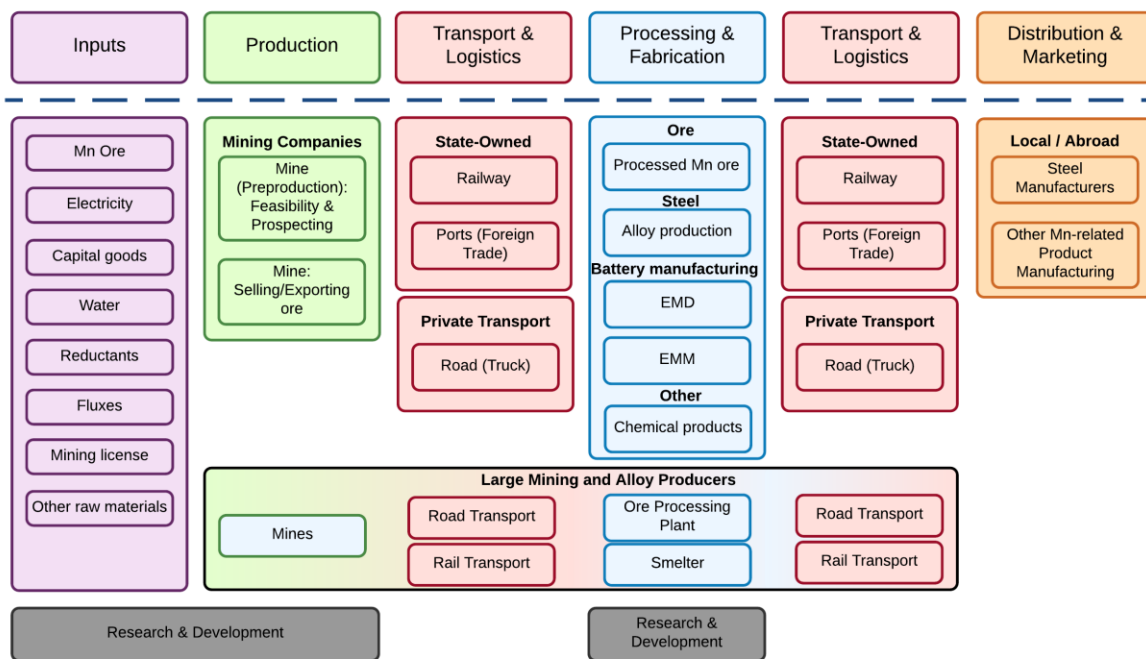 Inputs
Production
Transport &
Logistics
Processing &
Fabrication
Transport &
Logistics
Distribution &
Marketing
Mn Ore
Electricity
Capital goods
Water
Reductants
Fluxes
Mining license
Other raw materials
Mining Companies
Mine
(Preproduction):
Feasibility &
Prospecting
Mine:
Selling/Exporting
ore
State-Owned
Railway
Ports (Foreign
Trade)
Private Transport
Road (Truck)
Ore
Processed Mn ore
Steel
Alloy production
Battery manufacturing
EMD
EMM
Other
Chemical products
State-Owned
Railway
Ports (Foreign
Trade)
Private Transport
Road (Truck)
Local / Abroad
Steel
Manufacturers
Other Mn-related
Product
Manufacturing
Large Mining and Alloy Producers
Mines
Road Transport
Rail Transport
Ore Processing
Plant
Smelter
Road Transport
Rail Transport
Research & Development
Research &
Development